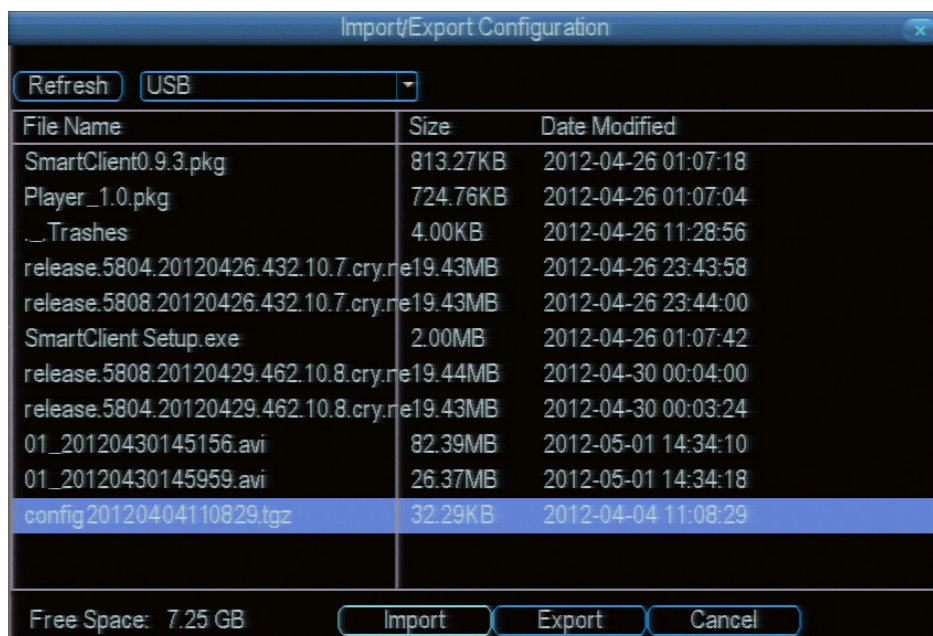 Import/Export Configuration
Refresh USB
File Name Size Date Modified
SmartClient0.9.3.pkg 813.27KB 2012-04-26 01:07:18
Player_1.0.pkg 724.76KB 2012-04-26 01:07:04
._.Trashes 4.00KB 2012-04-26 11:28:56
release.5804.20120426.432.10.7.cry.ne19.43MB 2012-04-26 23:43:58
release.5808.20120426.432.10.7.cry.ne19.43MB 2012-04-26 23:44:00
SmartClient Setup.exe 2.00MB 2012-04-26 01:07:42
release.5808.20120429.462.10.8.cry.ne19.44MB 2012-04-30 00:04:00
release.5804.20120429.462.10.8.cry.ne19.43MB 2012-04-30 00:03:24
01_20120430145156.avi 82.39MB 2012-05-01 14:34:10
01_20120430145959.avi 26.37MB 2012-05-01 14:34:18
config20120404110829.tgz 32.29KB 2012-04-04 11:08:29
Free Space: 7.25 GB Import Export Cancel